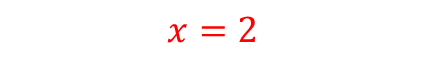 x = 2